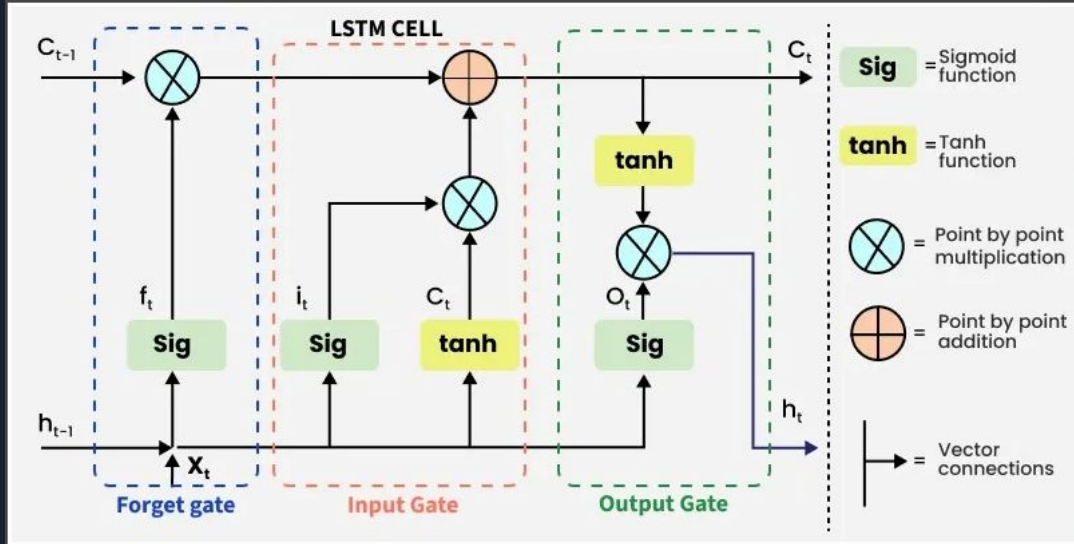 LSTM CELL
Cₜ₋₁
Cₜ
fₜ
iₜ
Cₜ
Oₜ
tanh
Sig
Sig
tanh
Sig
hₜ₋₁
Xₜ
hₜ
Forget gate
Input Gate
Output Gate
Sig
=Sigmoid
function
tanh
=Tanh
function
= Point by point
multiplication
= Point by point
addition
= Vector
connections